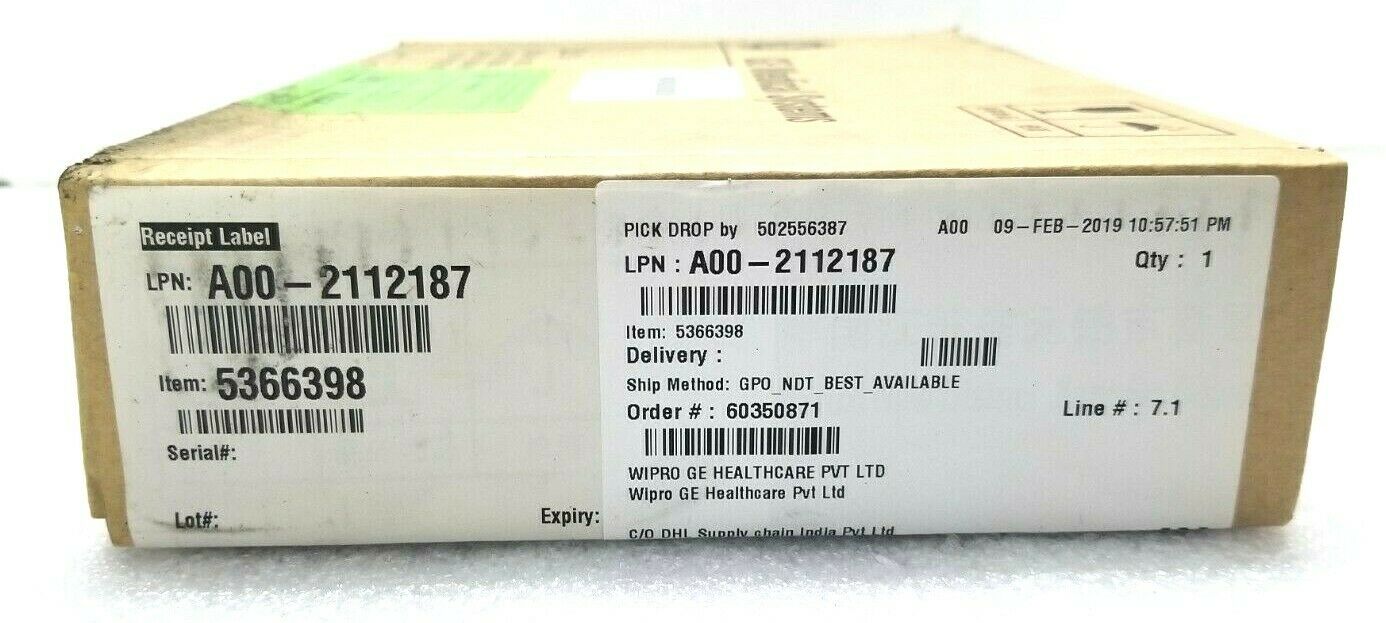 Medical Systems
Receipt Label
LPN: A00-2112187
Item: 5366398
Serial#:
Lot#:
Expiry:
PICK DROP by 502556387 A00 09-FEB-2019 10:57:51 PM
LPN : A00-2112187 Qty : 1
Item: 5366398
Delivery :
Ship Method: GPO_NDT_BEST_AVAILABLE
Order # : 60350871 Line # : 7.1
WIPRO GE HEALTHCARE PVT LTD
Wipro GE Healthcare Pvt Ltd
C/O DHL Supply chain India Pvt Ltd